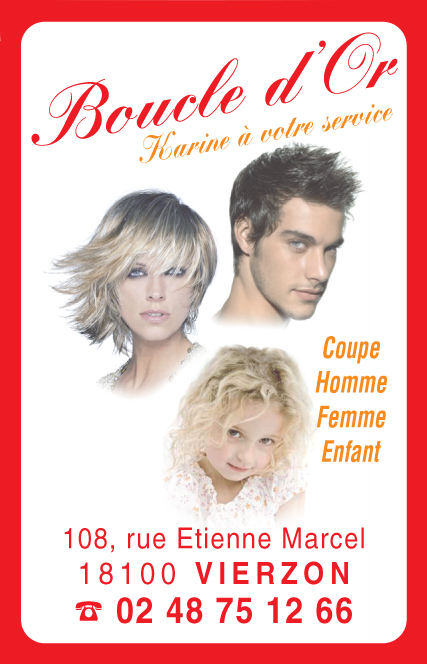 Boucle d'Or
Karine à votre service
Coupe
Homme
Femme
Enfant
108, rue Etienne Marcel
18100 VIERZON
☎ 02 48 75 12 66